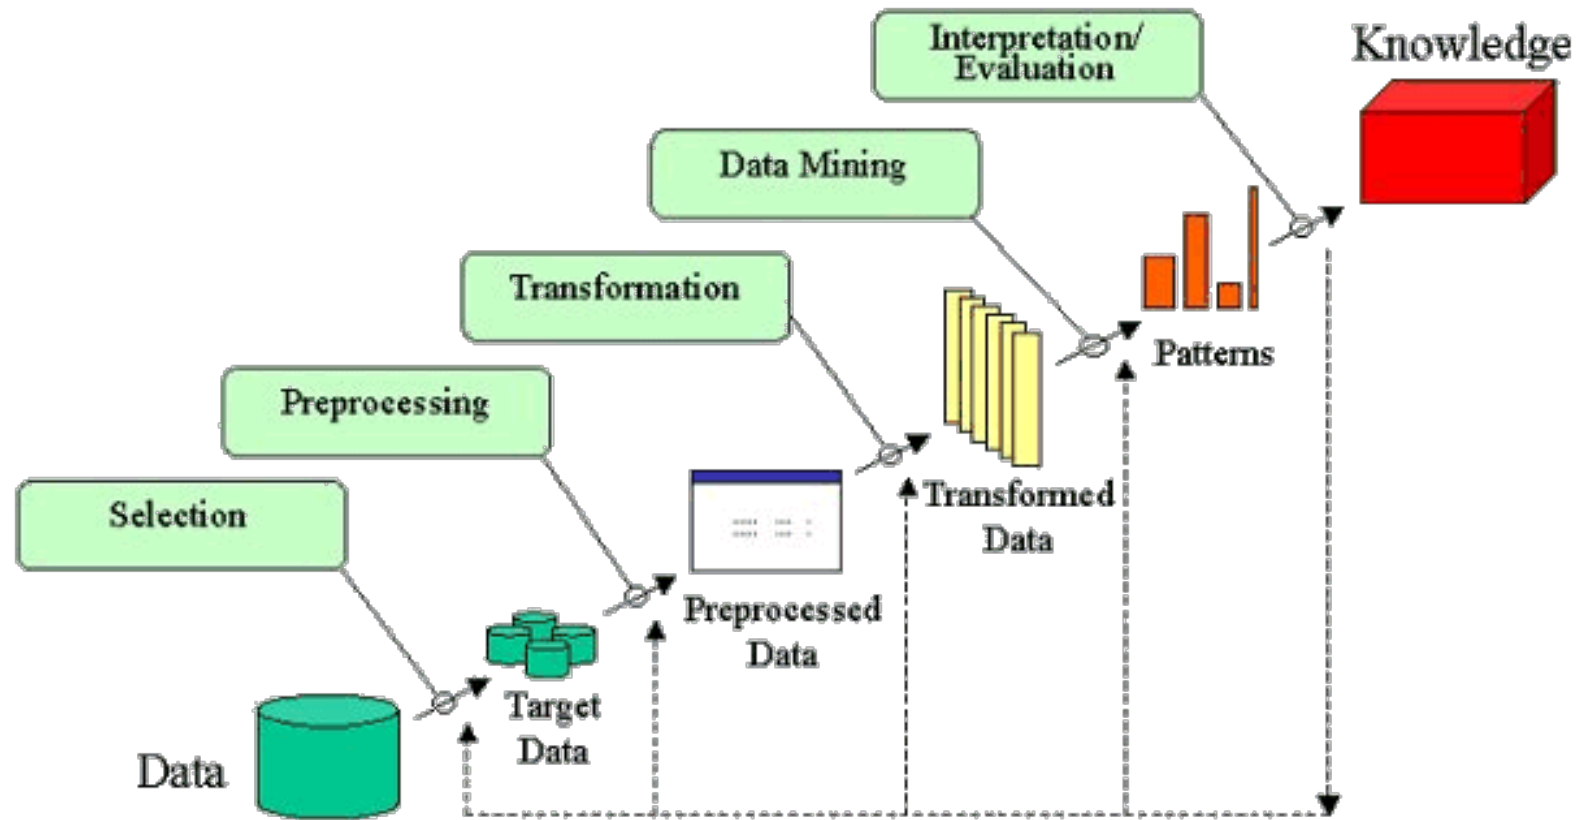 Interpretation/
Evaluation
Knowledge
Data Mining
Transformation
Patterns
Preprocessing
Selection
Transformed
Data
Preprocessed
Data
Target
Data
Data